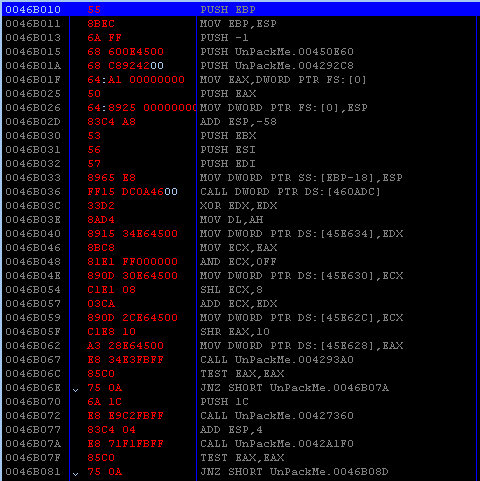 0046B010 55 PUSH EBP
0046B011 8BEC MOV EBP,ESP
0046B013 6A FF PUSH -1
0046B015 68 600E4500 PUSH UnPackMe.00450E60
0046B01A 68 C8924200 PUSH UnPackMe.004292C8
0046B01F 64:A1 00000000 MOV EAX,DWORD PTR FS:[0]
0046B025 50 PUSH EAX
0046B026 64:8925 00000000 MOV DWORD PTR FS:[0],ESP
0046B02D 83C4 A8 ADD ESP,-58
0046B030 53 PUSH EBX
0046B031 56 PUSH ESI
0046B032 57 PUSH EDI
0046B033 8965 E8 MOV DWORD PTR SS:[EBP-18],ESP
0046B036 FF15 DC0A4600 CALL DWORD PTR DS:[460ADC]
0046B03C 33D2 XOR EDX,EDX
0046B03E 8AD4 MOV DL,AH
0046B040 8915 34E64500 MOV DWORD PTR DS:[45E634],EDX
0046B046 8BC8 MOV ECX,EAX
0046B048 81E1 FF000000 AND ECX,0FF
0046B04E 890D 30E64500 MOV DWORD PTR DS:[45E630],ECX
0046B054 C1E1 08 SHL ECX,8
0046B057 03CA ADD ECX,EDX
0046B059 890D 2CE64500 MOV DWORD PTR DS:[45E62C],ECX
0046B05F C1E8 10 SHR EAX,10
0046B062 A3 28E64500 MOV DWORD PTR DS:[45E628],EAX
0046B067 E8 34E3FBFF CALL UnPackMe.004293A0
0046B06C 85C0 TEST EAX,EAX
0046B06E 75 0A JNZ SHORT UnPackMe.0046B07A
0046B070 6A 1C PUSH 1C
0046B072 E8 E9C2FBFF CALL UnPackMe.00427360
0046B077 83C4 04 ADD ESP,4
0046B07A E8 71F1FBFF CALL UnPackMe.0042A1F0
0046B07F 85C0 TEST EAX,EAX
0046B081 75 0A JNZ SHORT UnPackMe.0046B08D